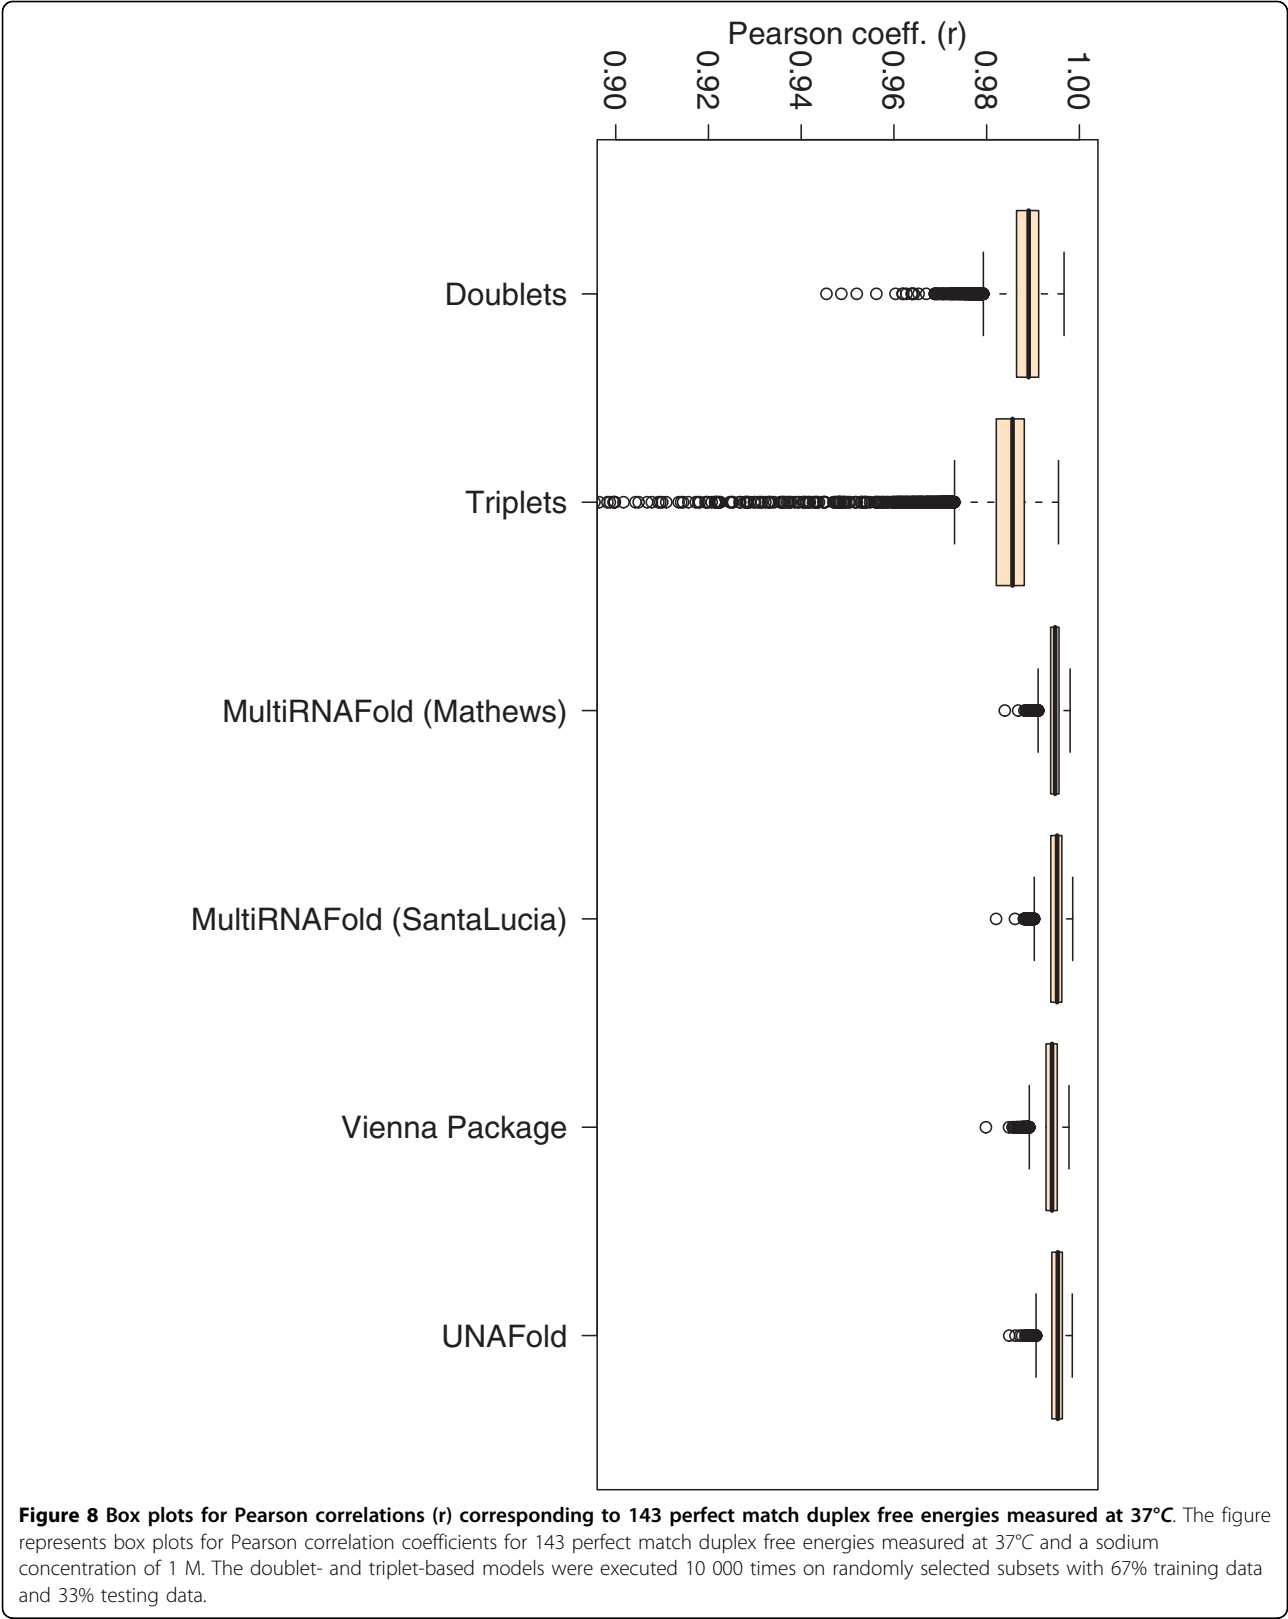 Pearson coeff. (r)
0.90 0.92 0.94 0.96 0.98 1.00
Doublets
Triplets
MultiRNAFold (Mathews)
MultiRNAFold (SantaLucia)
Vienna Package
UNAFold
Figure 8 Box plots for Pearson correlations (r) corresponding to 143 perfect match duplex free energies measured at 37°C. The figure
represents box plots for Pearson correlation coefficients for 143 perfect match duplex free energies measured at 37°C and a sodium
concentration of 1 M. The doublet- and triplet-based models were executed 10 000 times on randomly selected subsets with 67% training data
and 33% testing data.